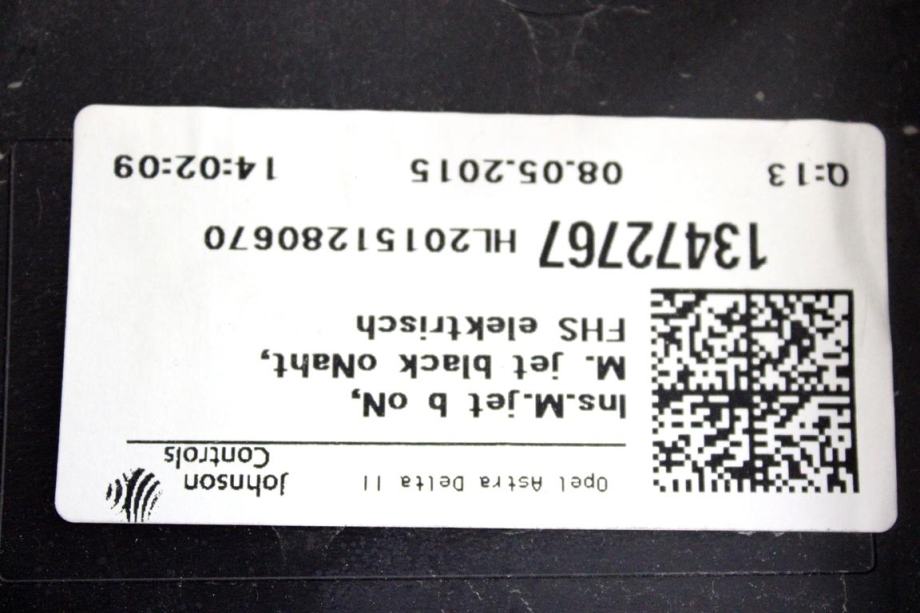 Opel Astra Delta II
Johnson
Controls
Ins.M.jet b oN,
M. jet black oNaht,
FHS elektrisch
13472767 HL20151280670
Q:13 08.05.2015 14:02:09